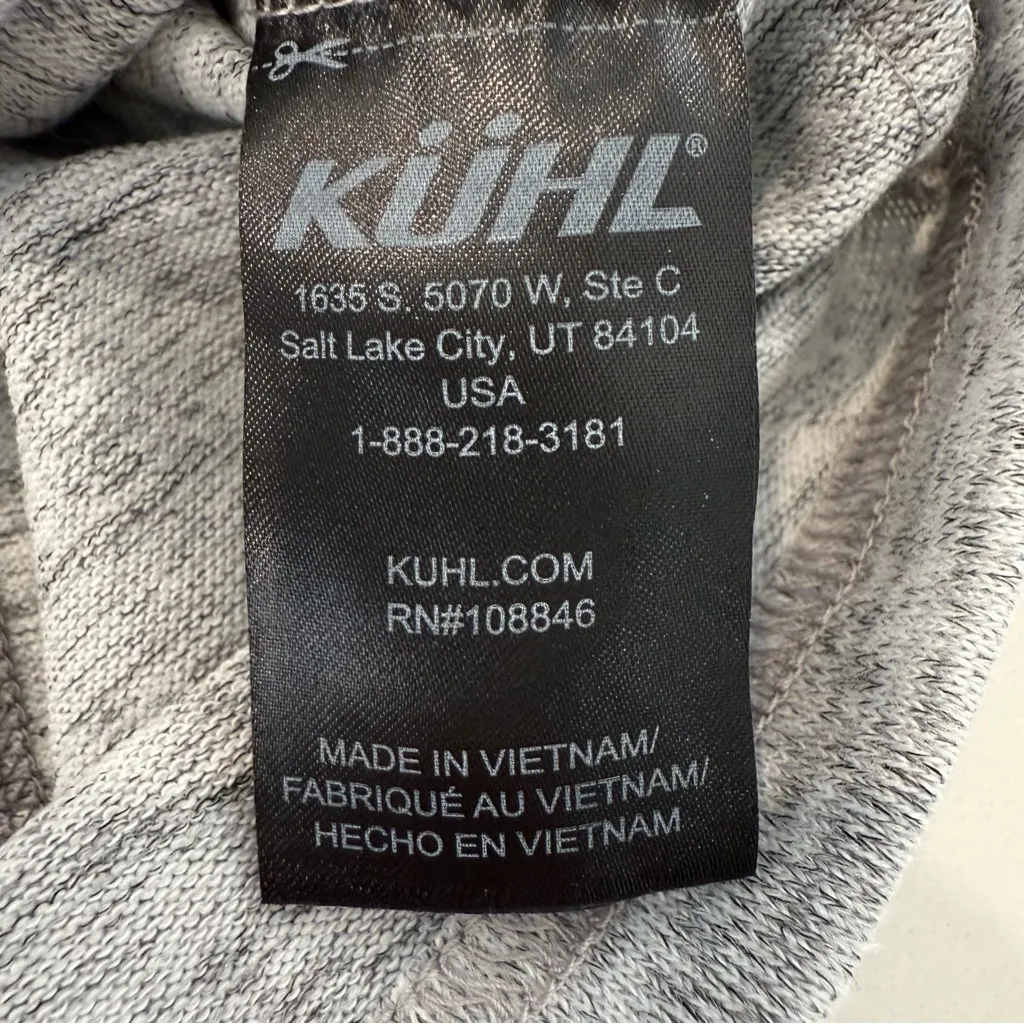 KÜHL®
1635 S. 5070 W, Ste C
Salt Lake City, UT 84104
USA
1-888-218-3181
KUHL.COM
RN#108846
MADE IN VIETNAM/
FABRIQUÉ AU VIETNAM/
HECHO EN VIETNAM